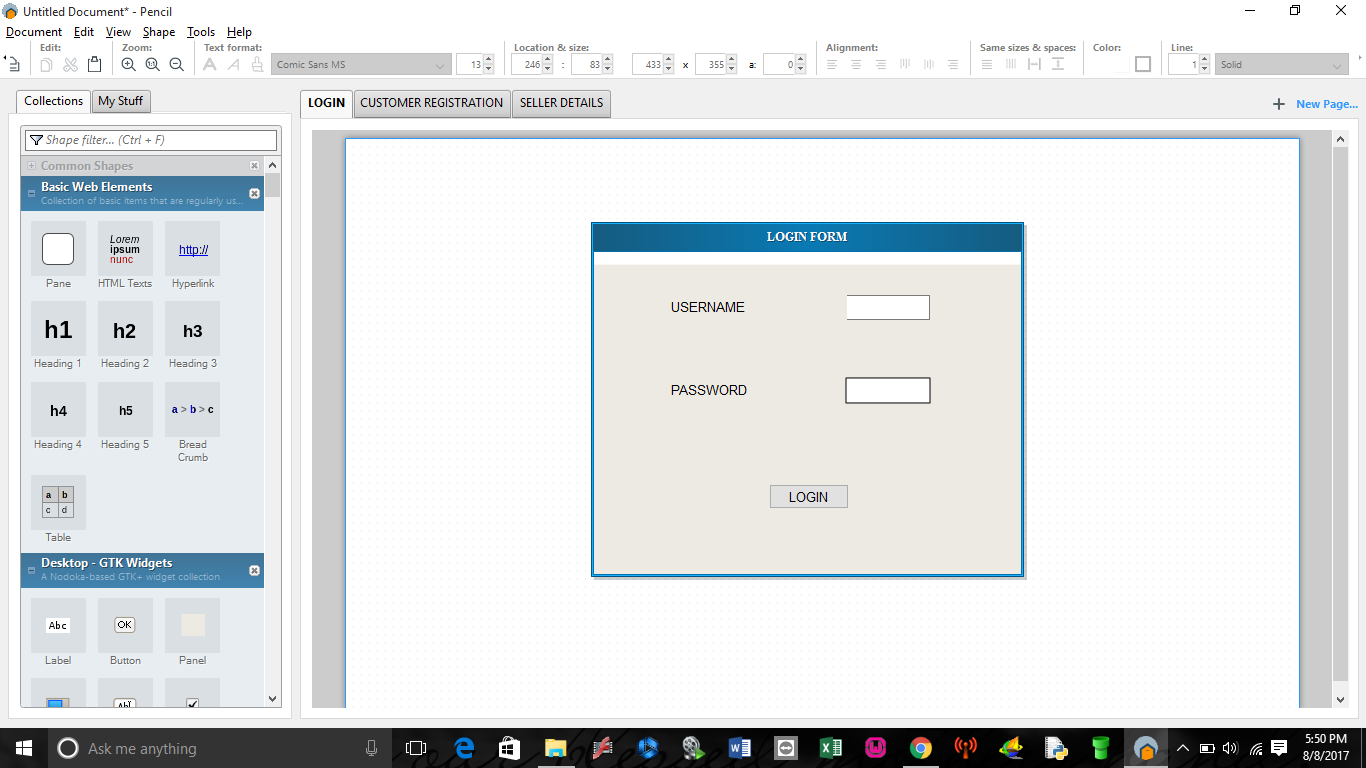 Untitled Document* - Pencil
Document Edit View Shape Tools Help
Edit: Zoom: Text format: Location & size: Alignment: Same sizes & spaces: Color: Line:
Comic Sans MS 13 246 : 83 433 x 355 a: 0 1 Solid
Collections My Stuff
LOGIN CUSTOMER REGISTRATION SELLER DETAILS
New Page...
Shape filter... (Ctrl + F)
Common Shapes
Basic Web Elements
Collection of basic items that are regularly us...
Lorem
ipsum
nunc
http://
Pane HTML Texts Hyperlink
h1 h2 h3
Heading 1 Heading 2 Heading 3
h4 h5 a > b > c
Heading 4 Heading 5 Bread
Crumb
a b
c d
Table
Desktop - GTK Widgets
A Nodoka-based GTK+ widget collection
Abc OK
Label Button Panel
AbI
LOGIN FORM
USERNAME
PASSWORD
LOGIN
Ask me anything
5:50 PM
8/8/2017